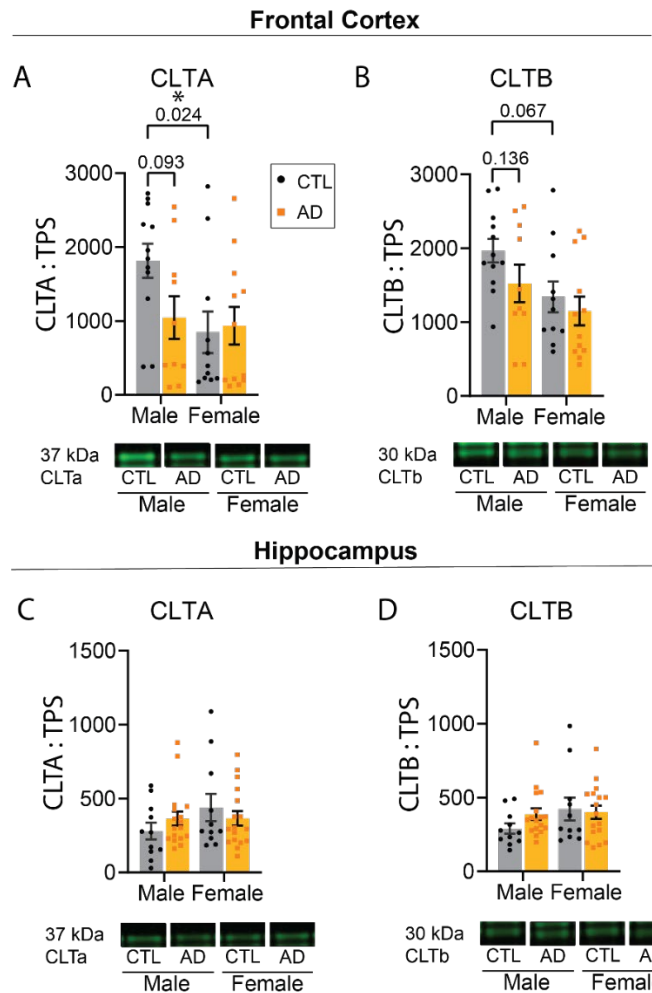 Frontal Cortex
A
CLTA
*
0.024
0.093
3000
2000
1000
0
CLTA : TPS
Male Female
CTL
AD
37 kDa
CLTa
CTL AD CTL AD
Male Female
B
CLTB
0.067
0.136
3000
2000
1000
0
CLTB : TPS
Male Female
30 kDa
CLTb
CTL AD CTL AD
Male Female
Hippocampus
C
CLTA
1500
1000
500
0
CLTA : TPS
Male Female
37 kDa
CLTa
CTL AD CTL AD
Male Female
D
CLTB
1500
1000
500
0
CLTB : TPS
Male Female
30 kDa
CLTb
CTL AD CTL
Male